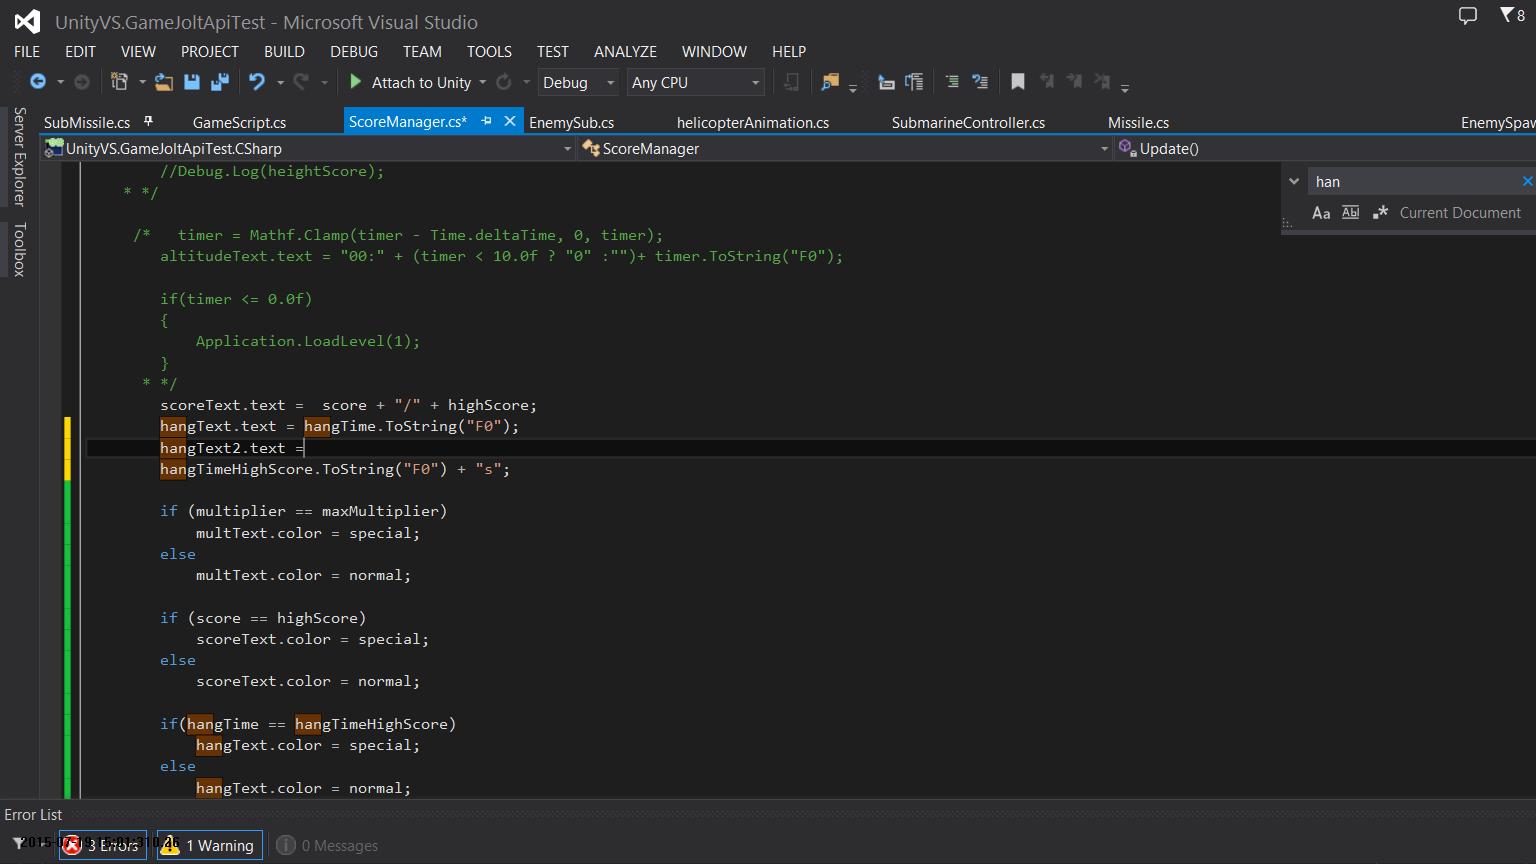 UnityVS.GameJoltApiTest - Microsoft Visual Studio
8
FILE EDIT VIEW PROJECT BUILD DEBUG TEAM TOOLS TEST ANALYZE WINDOW HELP
Attach to Unity Debug Any CPU
Server Explorer
Toolbox
SubMissile.cs GameScript.cs ScoreManager.cs* EnemySub.cs helicopterAnimation.cs SubmarineController.cs Missile.cs EnemySpaw
UnityVS.GameJoltApiTest.CSharp ScoreManager Update()
han
Aa Abl .* Current Document
//Debug.Log(heightScore);
* */
/* timer = Mathf.Clamp(timer - Time.deltaTime, 0, timer);
altitudeText.text = "00:" + (timer < 10.0f ? "0" :"")+ timer.ToString("F0");
if(timer <= 0.0f)
{
Application.LoadLevel(1);
}
* */
scoreText.text = score + "/" + highScore;
hangText.text = hangTime.ToString("F0");
hangText2.text =
hangTimeHighScore.ToString("F0") + "s";
if (multiplier == maxMultiplier)
multText.color = special;
else
multText.color = normal;
if (score == highScore)
scoreText.color = special;
else
scoreText.color = normal;
if(hangTime == hangTimeHighScore)
hangText.color = special;
else
hangText.color = normal;
Error List
3 Errors 1 Warning 0 Messages